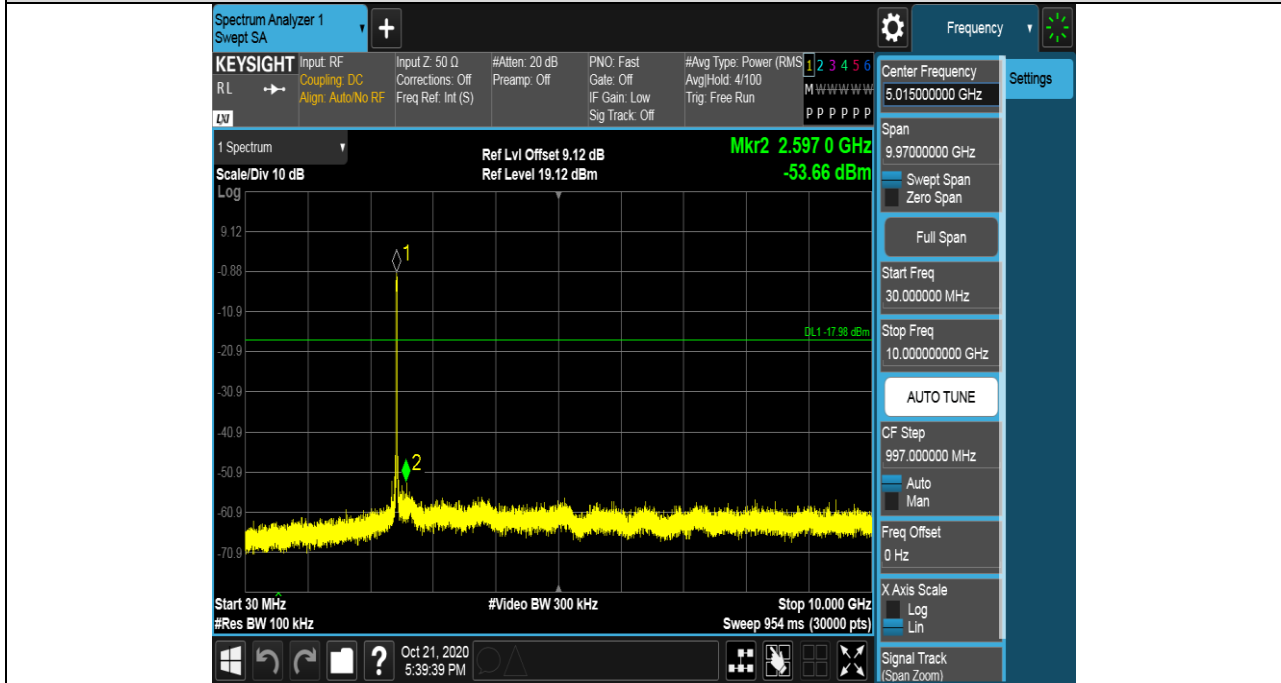 Spectrum Analyzer 1
Swept SA
+
Frequency
KEYSIGHT
RL
LXI
Input: RF
Coupling: DC
Align: Auto/No RF
Input Z: 50 Ω
Corrections: Off
Freq Ref: Int (S)
#Atten: 20 dB
Preamp: Off
PNO: Fast
Gate: Off
IF Gain: Low
Sig Track: Off
#Avg Type: Power (RMS
Avg|Hold: 4/100
Trig: Free Run
1 2 3 4 5 6
M W W W W W
P P P P P P
1 Spectrum
Scale/Div 10 dB
Log
Ref Lvl Offset 9.12 dB
Ref Level 19.12 dBm
Mkr2 2.597 0 GHz
-53.66 dBm
9.12
-0.88
-10.9
-20.9
-30.9
-40.9
-50.9
-60.9
-70.9
1
2
DL1 -17.98 dBm
Start 30 MHz
#Res BW 100 kHz
#Video BW 300 kHz
Stop 10.000 GHz
Sweep 954 ms (30000 pts)
?
Oct 21, 2020
5:39:39 PM
Center Frequency
5.015000000 GHz
Span
9.97000000 GHz
Swept Span
Zero Span
Full Span
Start Freq
30.000000 MHz
Stop Freq
10.000000000 GHz
AUTO TUNE
CF Step
997.000000 MHz
Auto
Man
Freq Offset
0 Hz
X Axis Scale
Log
Lin
Signal Track
(Span Zoom)
Settings